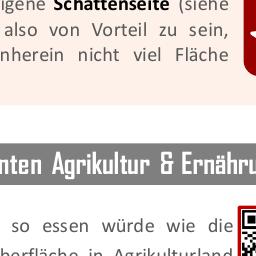 igene Schattenseite (siehe
also von Vorteil zu sein,
nherein nicht viel Fläche
nten Agrikultur & Ernähru
so essen würde wie die
berfläche in Agrikulturland